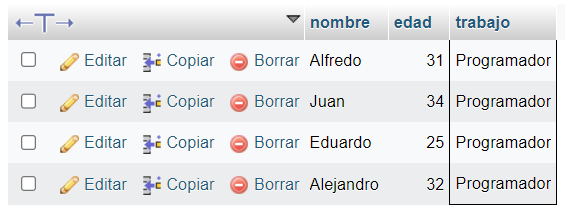 nombre edad trabajo
Editar Copiar Borrar Alfredo 31 Programador
Editar Copiar Borrar Juan 34 Programador
Editar Copiar Borrar Eduardo 25 Programador
Editar Copiar Borrar Alejandro 32 Programador